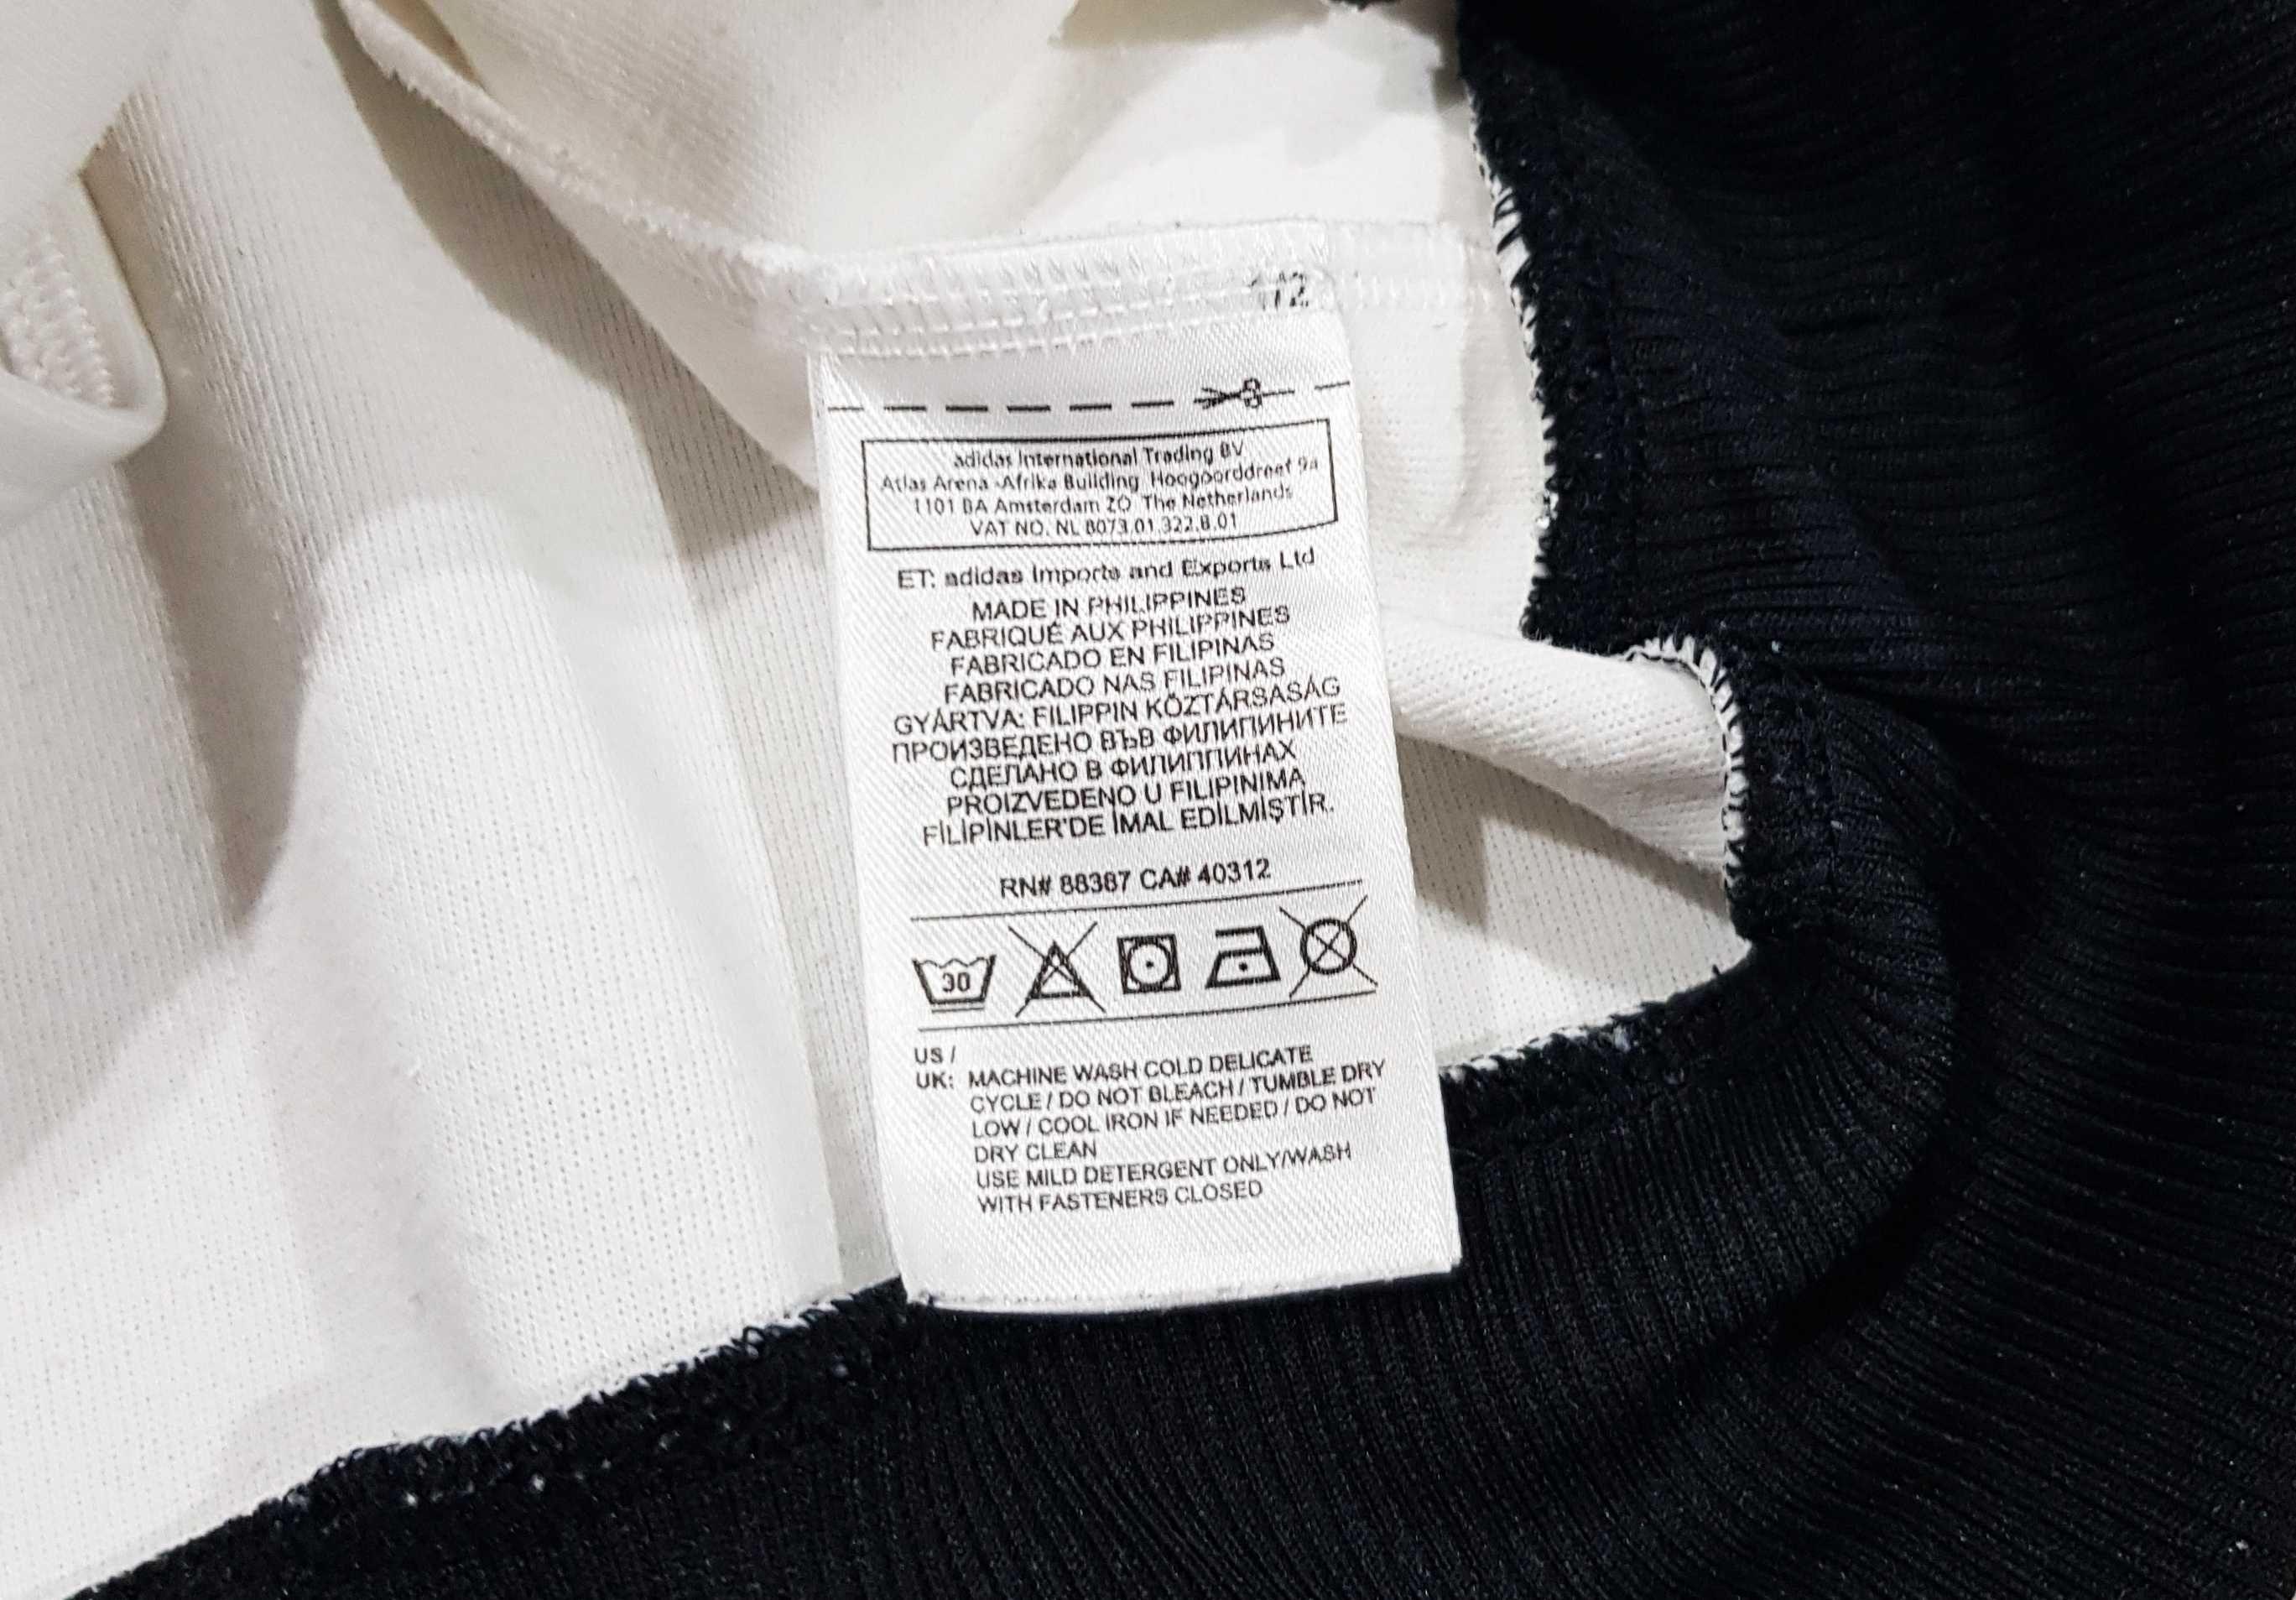 1/2
adidas International Trading BV
Atlas Arena -Afrika Building Hoogoorddreef 9a
1101 BA Amsterdam ZO The Netherlands
VAT NO. NL 8073.01.322.B.01
ET: adidas Imports and Exports Ltd
MADE IN PHILIPPINES
FABRIQUÉ AUX PHILIPPINES
FABRICADO EN FILIPINAS
FABRICADO NAS FILIPINAS
GYÁRTVA: FILIPPIN KÖZTÁRSASÁG
ПРОИЗВЕДЕНО ВЪВ ФИЛИПИНИТЕ
СДЕЛАНО В ФИЛИППИНАХ
PROIZVEDENO U FILIPINIMA
FİLİPİNLER'DE İMAL EDİLMİŞTİR.
RN# 88387 CA# 40312
30
US /
UK: MACHINE WASH COLD DELICATE
CYCLE / DO NOT BLEACH / TUMBLE DRY
LOW / COOL IRON IF NEEDED / DO NOT
DRY CLEAN
USE MILD DETERGENT ONLY/WASH
WITH FASTENERS CLOSED